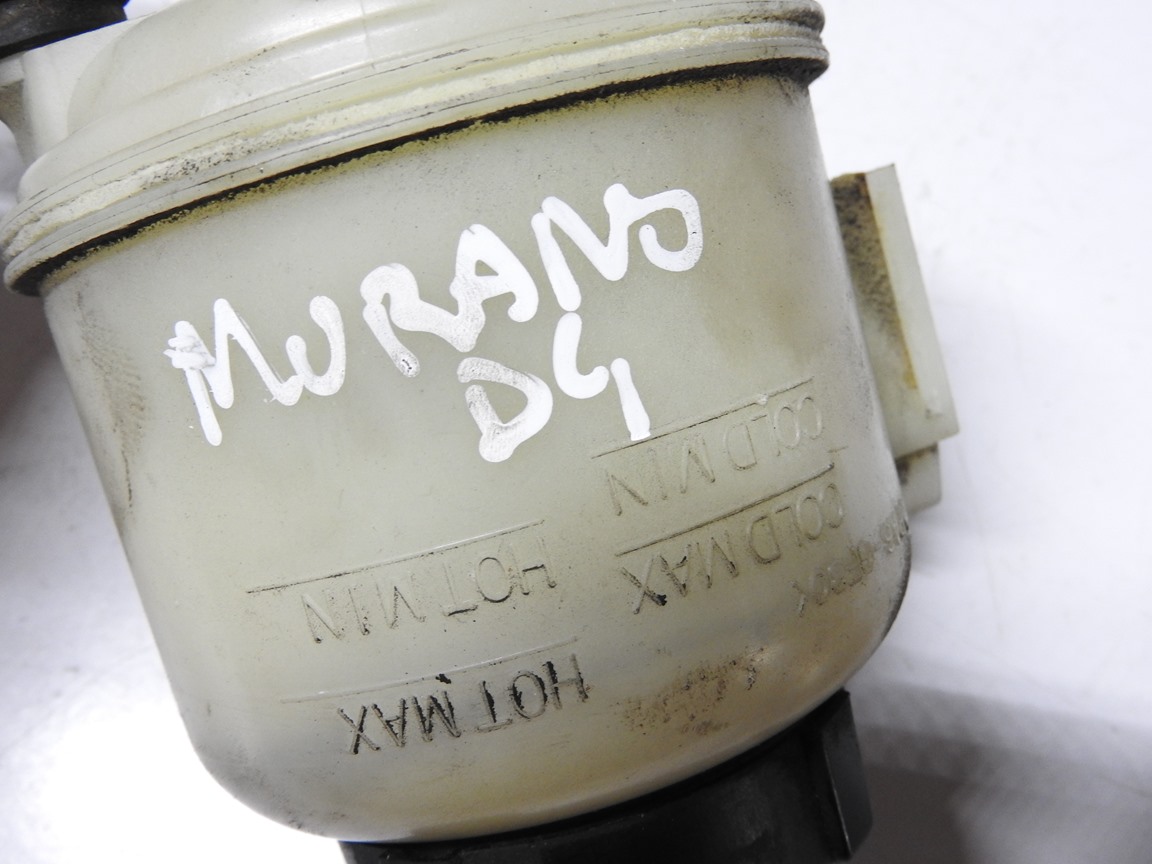 MURANO
D4
COLD MIN
COLD MAX
HOT MIN
HOT MAX